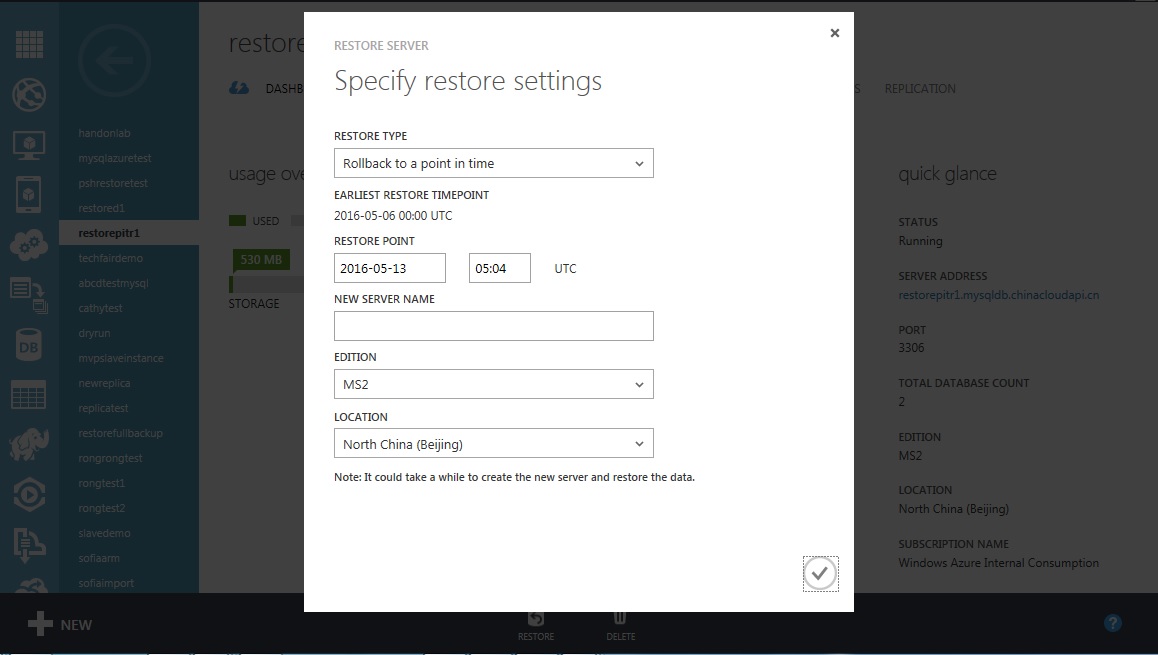 restore
DASHB
S
REPLICATION
handonlab
mysqlazuretest
pshrestoretest
restored1
restorepitr1
techfairdemo
abcdtestmysql
cathytest
dryrun
mvpslaveinstance
newreplica
replicatest
restorefullbackup
rongrongtest
rongtest1
rongtest2
slavedemo
sofiaarm
sofiaimport
DB
usage ove
USED
530 MB
STORAGE
RESTORE SERVER
Specify restore settings
RESTORE TYPE
Rollback to a point in time
EARLIEST RESTORE TIMEPOINT
2016-05-06 00:00 UTC
RESTORE POINT
2016-05-13 05:04 UTC
NEW SERVER NAME
EDITION
MS2
LOCATION
North China (Beijing)
Note: It could take a while to create the new server and restore the data.
quick glance
STATUS
Running
SERVER ADDRESS
restorepitr1.mysqldb.chinacloudapi.cn
PORT
3306
TOTAL DATABASE COUNT
2
EDITION
MS2
LOCATION
North China (Beijing)
SUBSCRIPTION NAME
Windows Azure Internal Consumption
NEW
RESTORE
DELETE
?